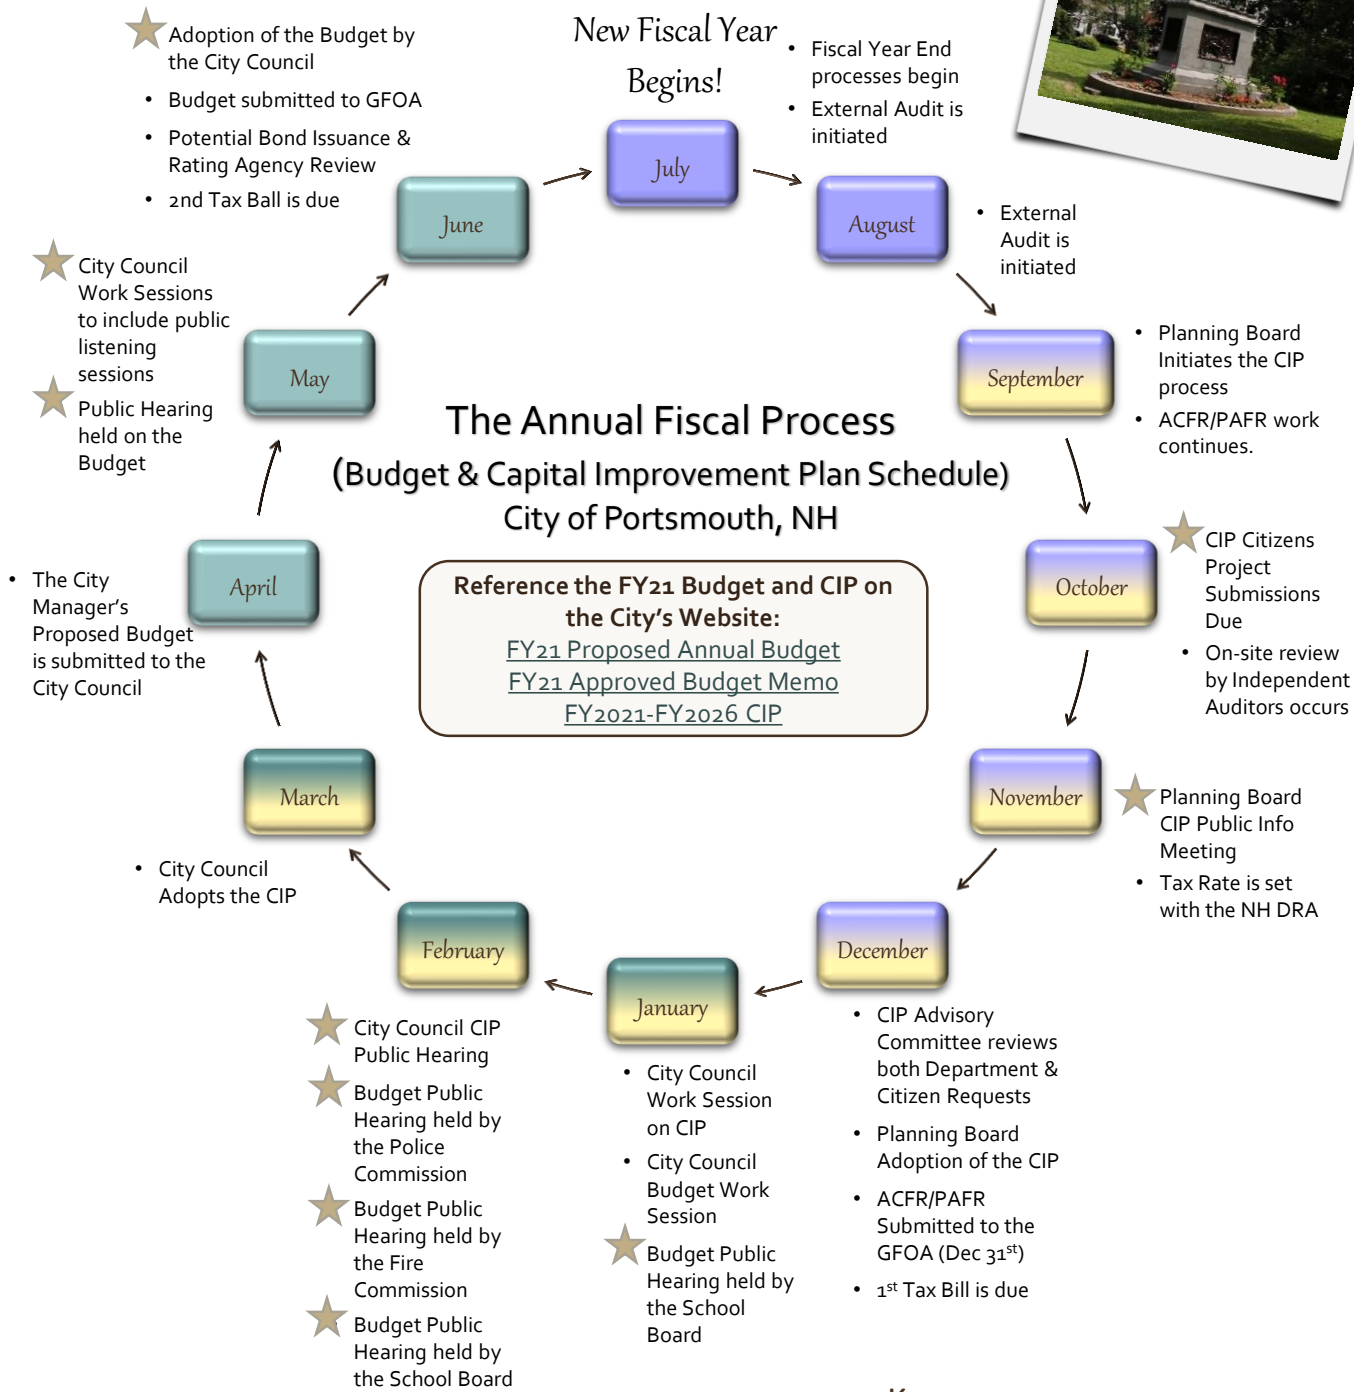 New Fiscal Year
Begins!
July
• Fiscal Year End
processes begin
• External Audit is
initiated
August
• External
Audit is
initiated
September
• Planning Board
Initiates the CIP
process
• ACFR/PAFR work
continues.
October
CIP Citizens
Project
Submissions
Due
• On-site review
by Independent
Auditors occurs
November
Planning Board
CIP Public Info
Meeting
• Tax Rate is set
with the NH DRA
December
• CIP Advisory
Committee reviews
both Department &
Citizen Requests
• Planning Board
Adoption of the CIP
• ACFR/PAFR
Submitted to the
GFOA (Dec 31st)
• 1st Tax Bill is due
January
• City Council
Work Session
on CIP
• City Council
Budget Work
Session
Budget Public
Hearing held by
the School
Board
February
City Council CIP
Public Hearing
Budget Public
Hearing held by
the Police
Commission
Budget Public
Hearing held by
the Fire
Commission
Budget Public
Hearing held by
the School Board
March
• City Council
Adopts the CIP
April
• The City
Manager's
Proposed Budget
is submitted to the
City Council
May
City Council
Work Sessions
to include public
listening
sessions
Public Hearing
held on the
Budget
June
Adoption of the Budget by
the City Council
• Budget submitted to GFOA
• Potential Bond Issuance &
Rating Agency Review
• 2nd Tax Ball is due
The Annual Fiscal Process
(Budget & Capital Improvement Plan Schedule)
City of Portsmouth, NH
Reference the FY21 Budget and CIP on
the City's Website:
FY21 Proposed Annual Budget
FY21 Approved Budget Memo
FY2021-FY2026 CIP